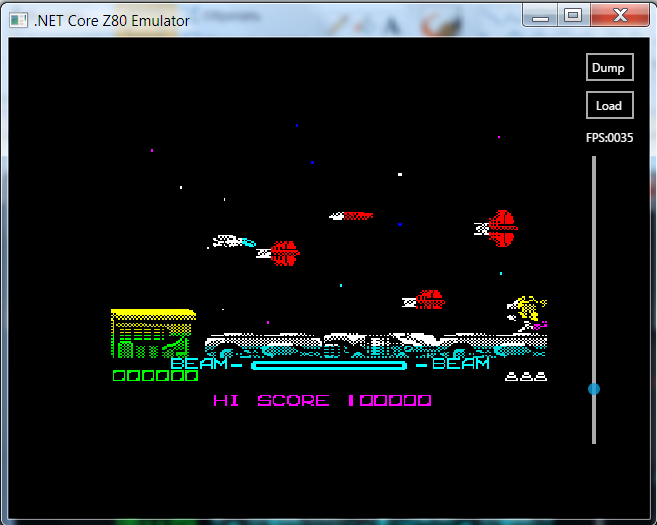 .NET Core Z80 Emulator
Dump
Load
FPS:0035
BEAM- -BEAM
000000
HI SCORE 100000